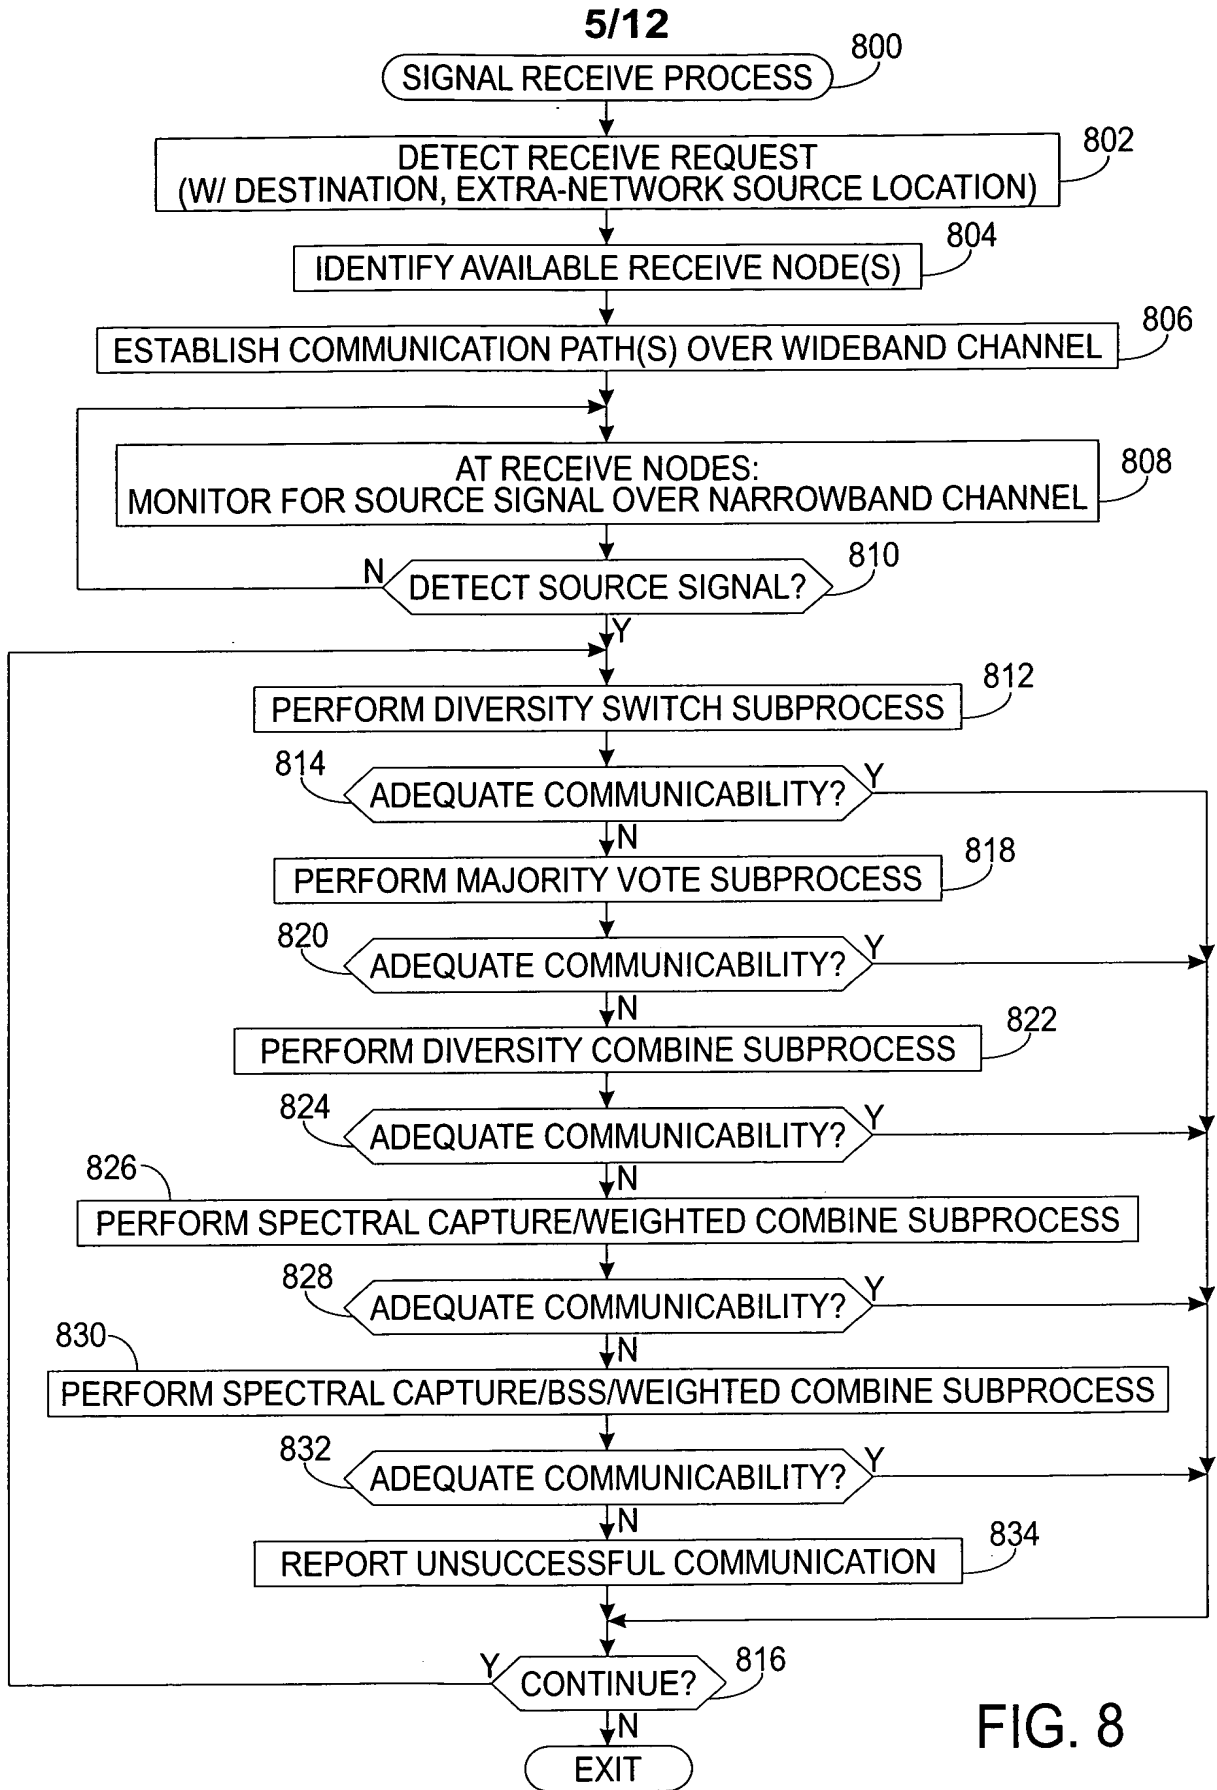 5/12
SIGNAL RECEIVE PROCESS
800
DETECT RECEIVE REQUEST
(W/ DESTINATION, EXTRA-NETWORK SOURCE LOCATION)
802
IDENTIFY AVAILABLE RECEIVE NODE(S)
804
ESTABLISH COMMUNICATION PATH(S) OVER WIDEBAND CHANNEL
806
AT RECEIVE NODES:
MONITOR FOR SOURCE SIGNAL OVER NARROWBAND CHANNEL
808
N
DETECT SOURCE SIGNAL?
810
Y
PERFORM DIVERSITY SWITCH SUBPROCESS
812
814
ADEQUATE COMMUNICABILITY?
Y
N
PERFORM MAJORITY VOTE SUBPROCESS
818
820
ADEQUATE COMMUNICABILITY?
Y
N
PERFORM DIVERSITY COMBINE SUBPROCESS
822
824
ADEQUATE COMMUNICABILITY?
Y
N
826
PERFORM SPECTRAL CAPTURE/WEIGHTED COMBINE SUBPROCESS
828
ADEQUATE COMMUNICABILITY?
Y
N
830
PERFORM SPECTRAL CAPTURE/BSS/WEIGHTED COMBINE SUBPROCESS
832
ADEQUATE COMMUNICABILITY?
Y
N
REPORT UNSUCCESSFUL COMMUNICATION
834
Y
CONTINUE?
816
N
EXIT
FIG. 8